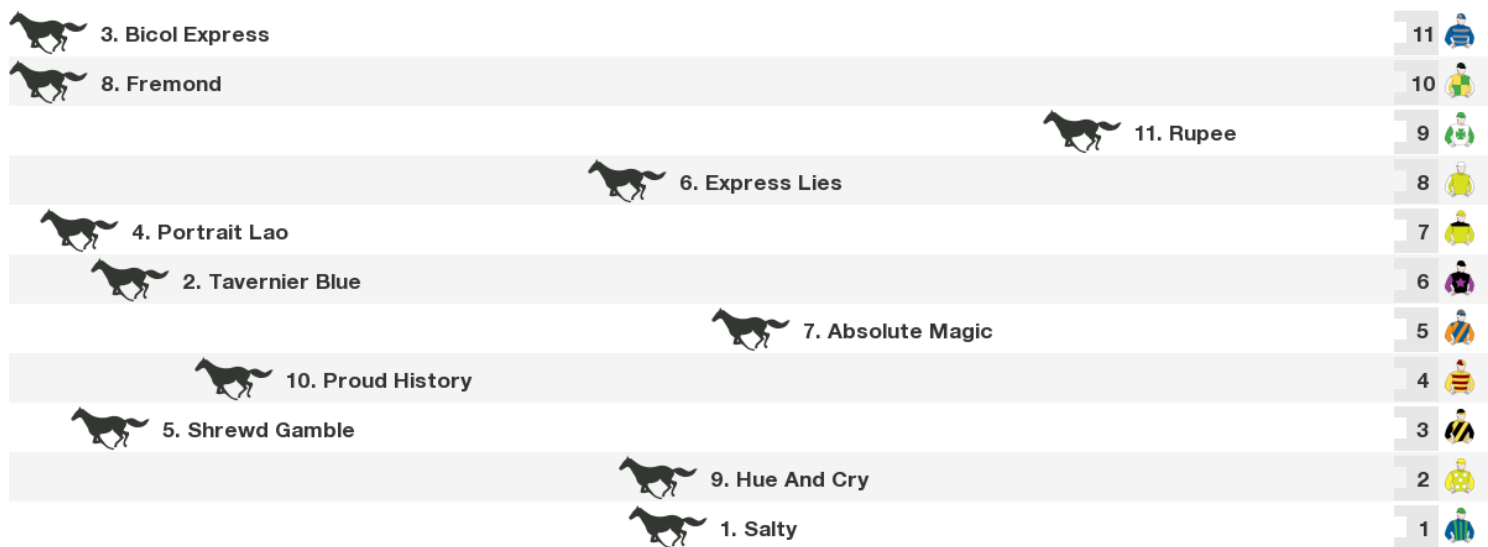 3. Bicol Express 11
8. Fremond 10
11. Rupee 9
6. Express Lies 8
4. Portrait Lao 7
2. Tavernier Blue 6
7. Absolute Magic 5
10. Proud History 4
5. Shrewd Gamble 3
9. Hue And Cry 2
1. Salty 1